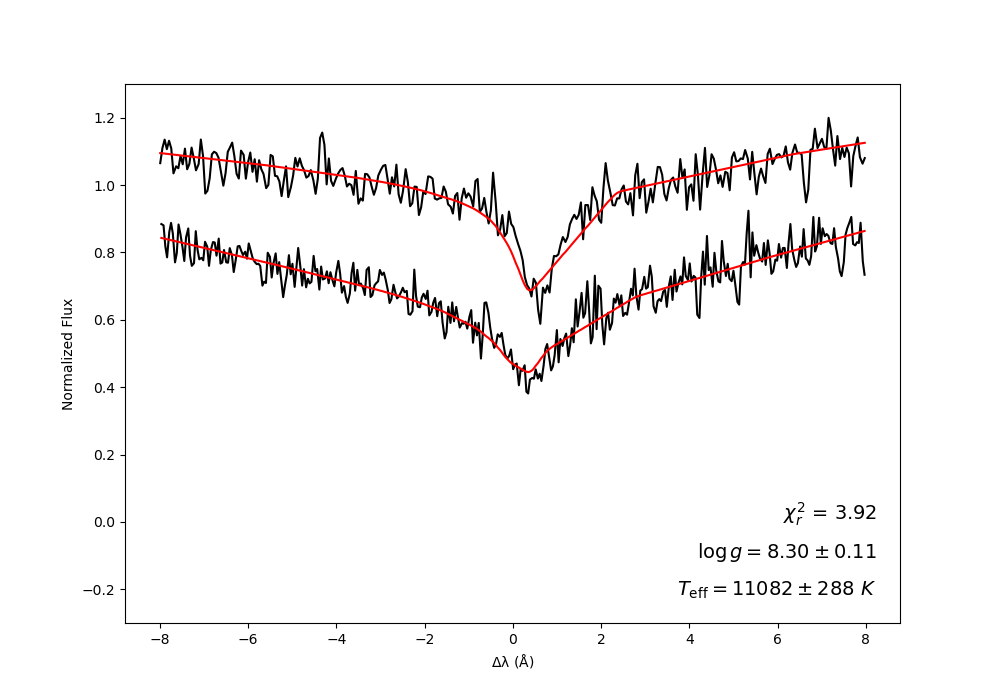 1.2
1.0
0.8
0.6
0.4
0.2
0.0
−0.2
Normalized Flux
χ²ᵣ = 3.92
log g = 8.30 ± 0.11
T_eff = 11082 ± 288 K
−8 −6 −4 −2 0 2 4 6 8
Δλ (Å)